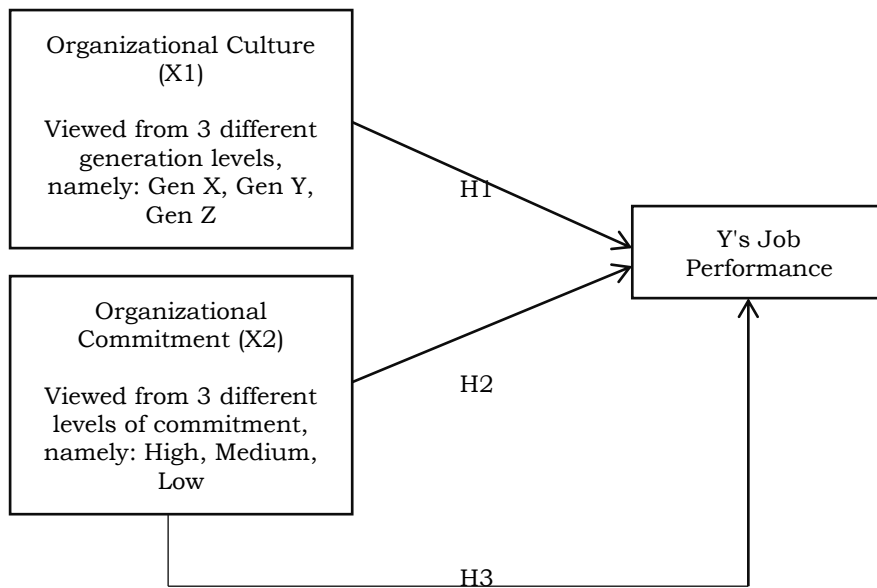 Organizational Culture
(X1)
Viewed from 3 different
generation levels,
namely: Gen X, Gen Y,
Gen Z
H1
Y's Job
Performance
Organizational
Commitment (X2)
Viewed from 3 different
levels of commitment,
namely: High, Medium,
Low
H2
H3